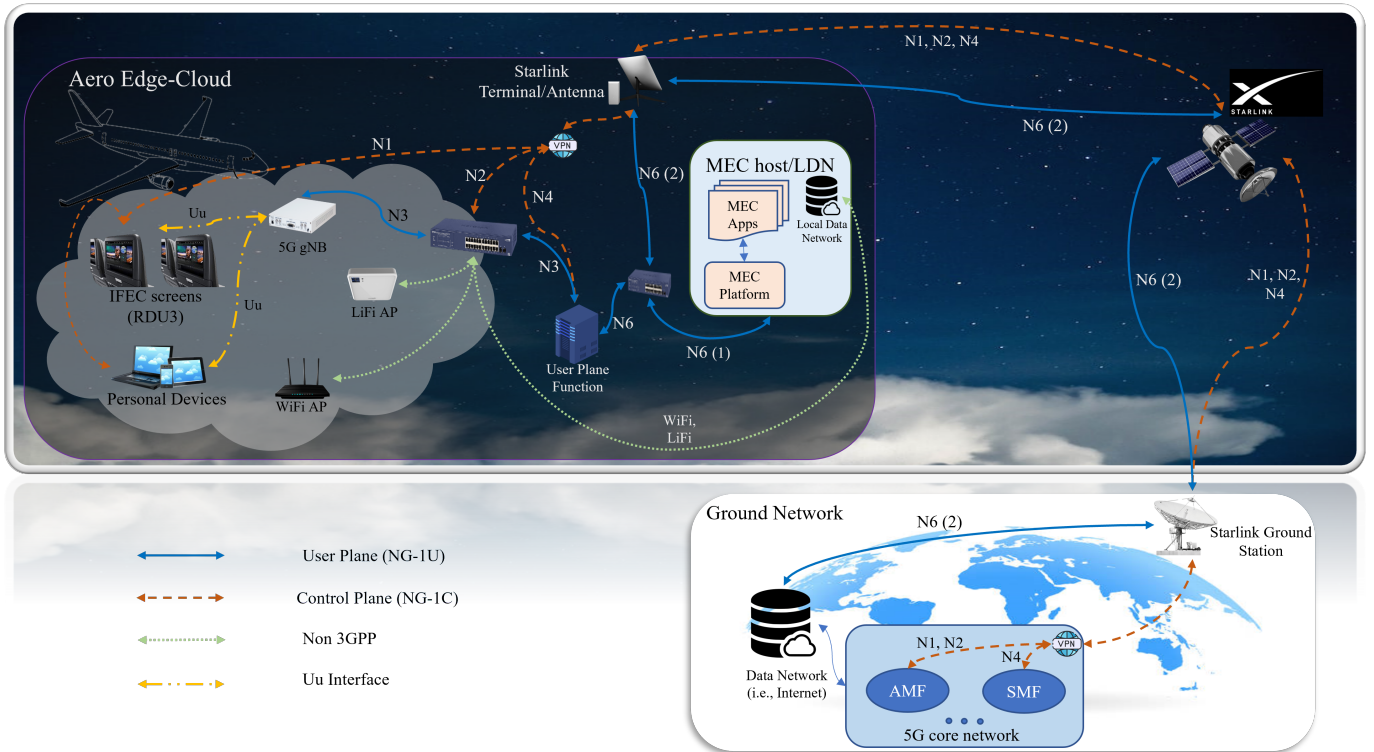 N1, N2, N4
Aero Edge-Cloud
Starlink
Terminal/Antenna
STARLINK
N6 (2)
N1
VPN
N2
N4
N6 (2)
MEC host/LDN
MEC
Apps
Local Data
Network
Uu
N3
5G gNB
N3
IFEC screens
(RDU3)
Uu
LiFi AP
MEC
Platform
N6 (2)
N1, N2,
N4
N6
N6 (1)
User Plane
Function
Personal Devices
WiFi AP
WiFi,
LiFi
Ground Network
N6 (2)
Starlink Ground
Station
User Plane (NG-1U)
Control Plane (NG-1C)
Non 3GPP
Uu Interface
N1, N2
VPN
N4
Data Network
(i.e., Internet)
AMF
SMF
5G core network